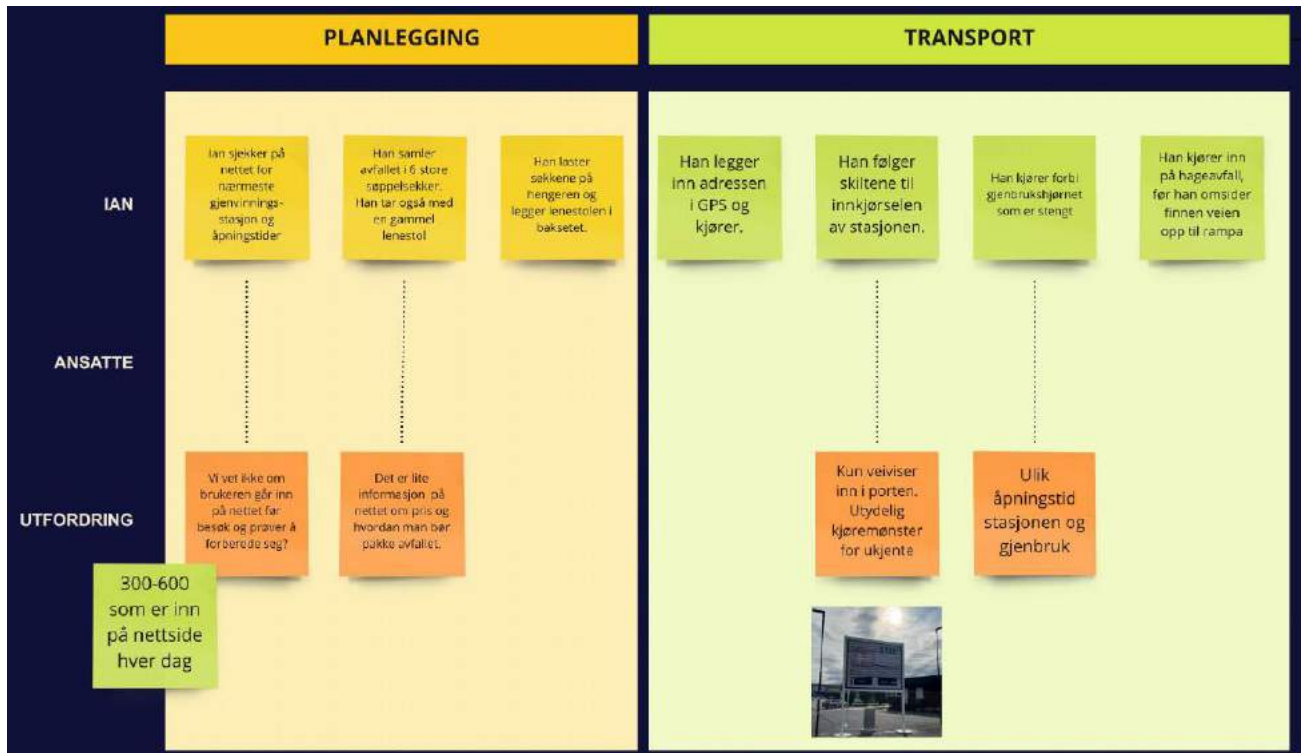 PLANLEGGING
TRANSPORT
IAN
Ian sjekker på
nettet for
nærmeste
gjenvinnings-
stasjon og
åpningstider
Han samler
avfallet i 6 store
søppelsekker.
Han tar også med
en gammel
lenestol
Han laster
sekkene på
hengeren og
legger lenestolen i
baksetet.
Han legger
inn adressen
i GPS og
kjører.
Han følger
skiltene til
innkjørselen
av stasjonen.
Han kjører forbi
gjenbrukshjørnet
som er stengt
Han kjører inn
på hageavfall,
før han omsider
finnen veien
opp til rampa
ANSATTE
UTFORDRING
Vi vet ikke om
brukeren går inn
på nettet før
besøk og prøver å
forberede seg?
Det er lite
informasjon på
nettet om pris og
hvordan man bør
pakke avfallet.
Kun veiviser
inn i porten.
Utydelig
kjøremønster
for ukjente
Ulik
åpningstid
stasjonen og
gjenbruk
300-600
som er inn
på nettside
hver dag